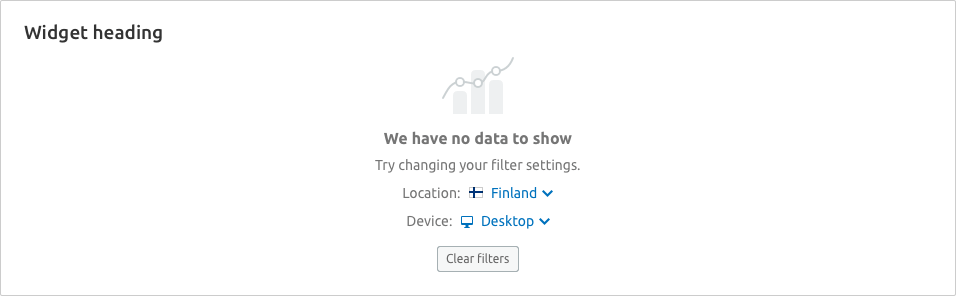 Widget heading
We have no data to show
Try changing your filter settings.
Location: Finland
Device: Desktop
Clear filters